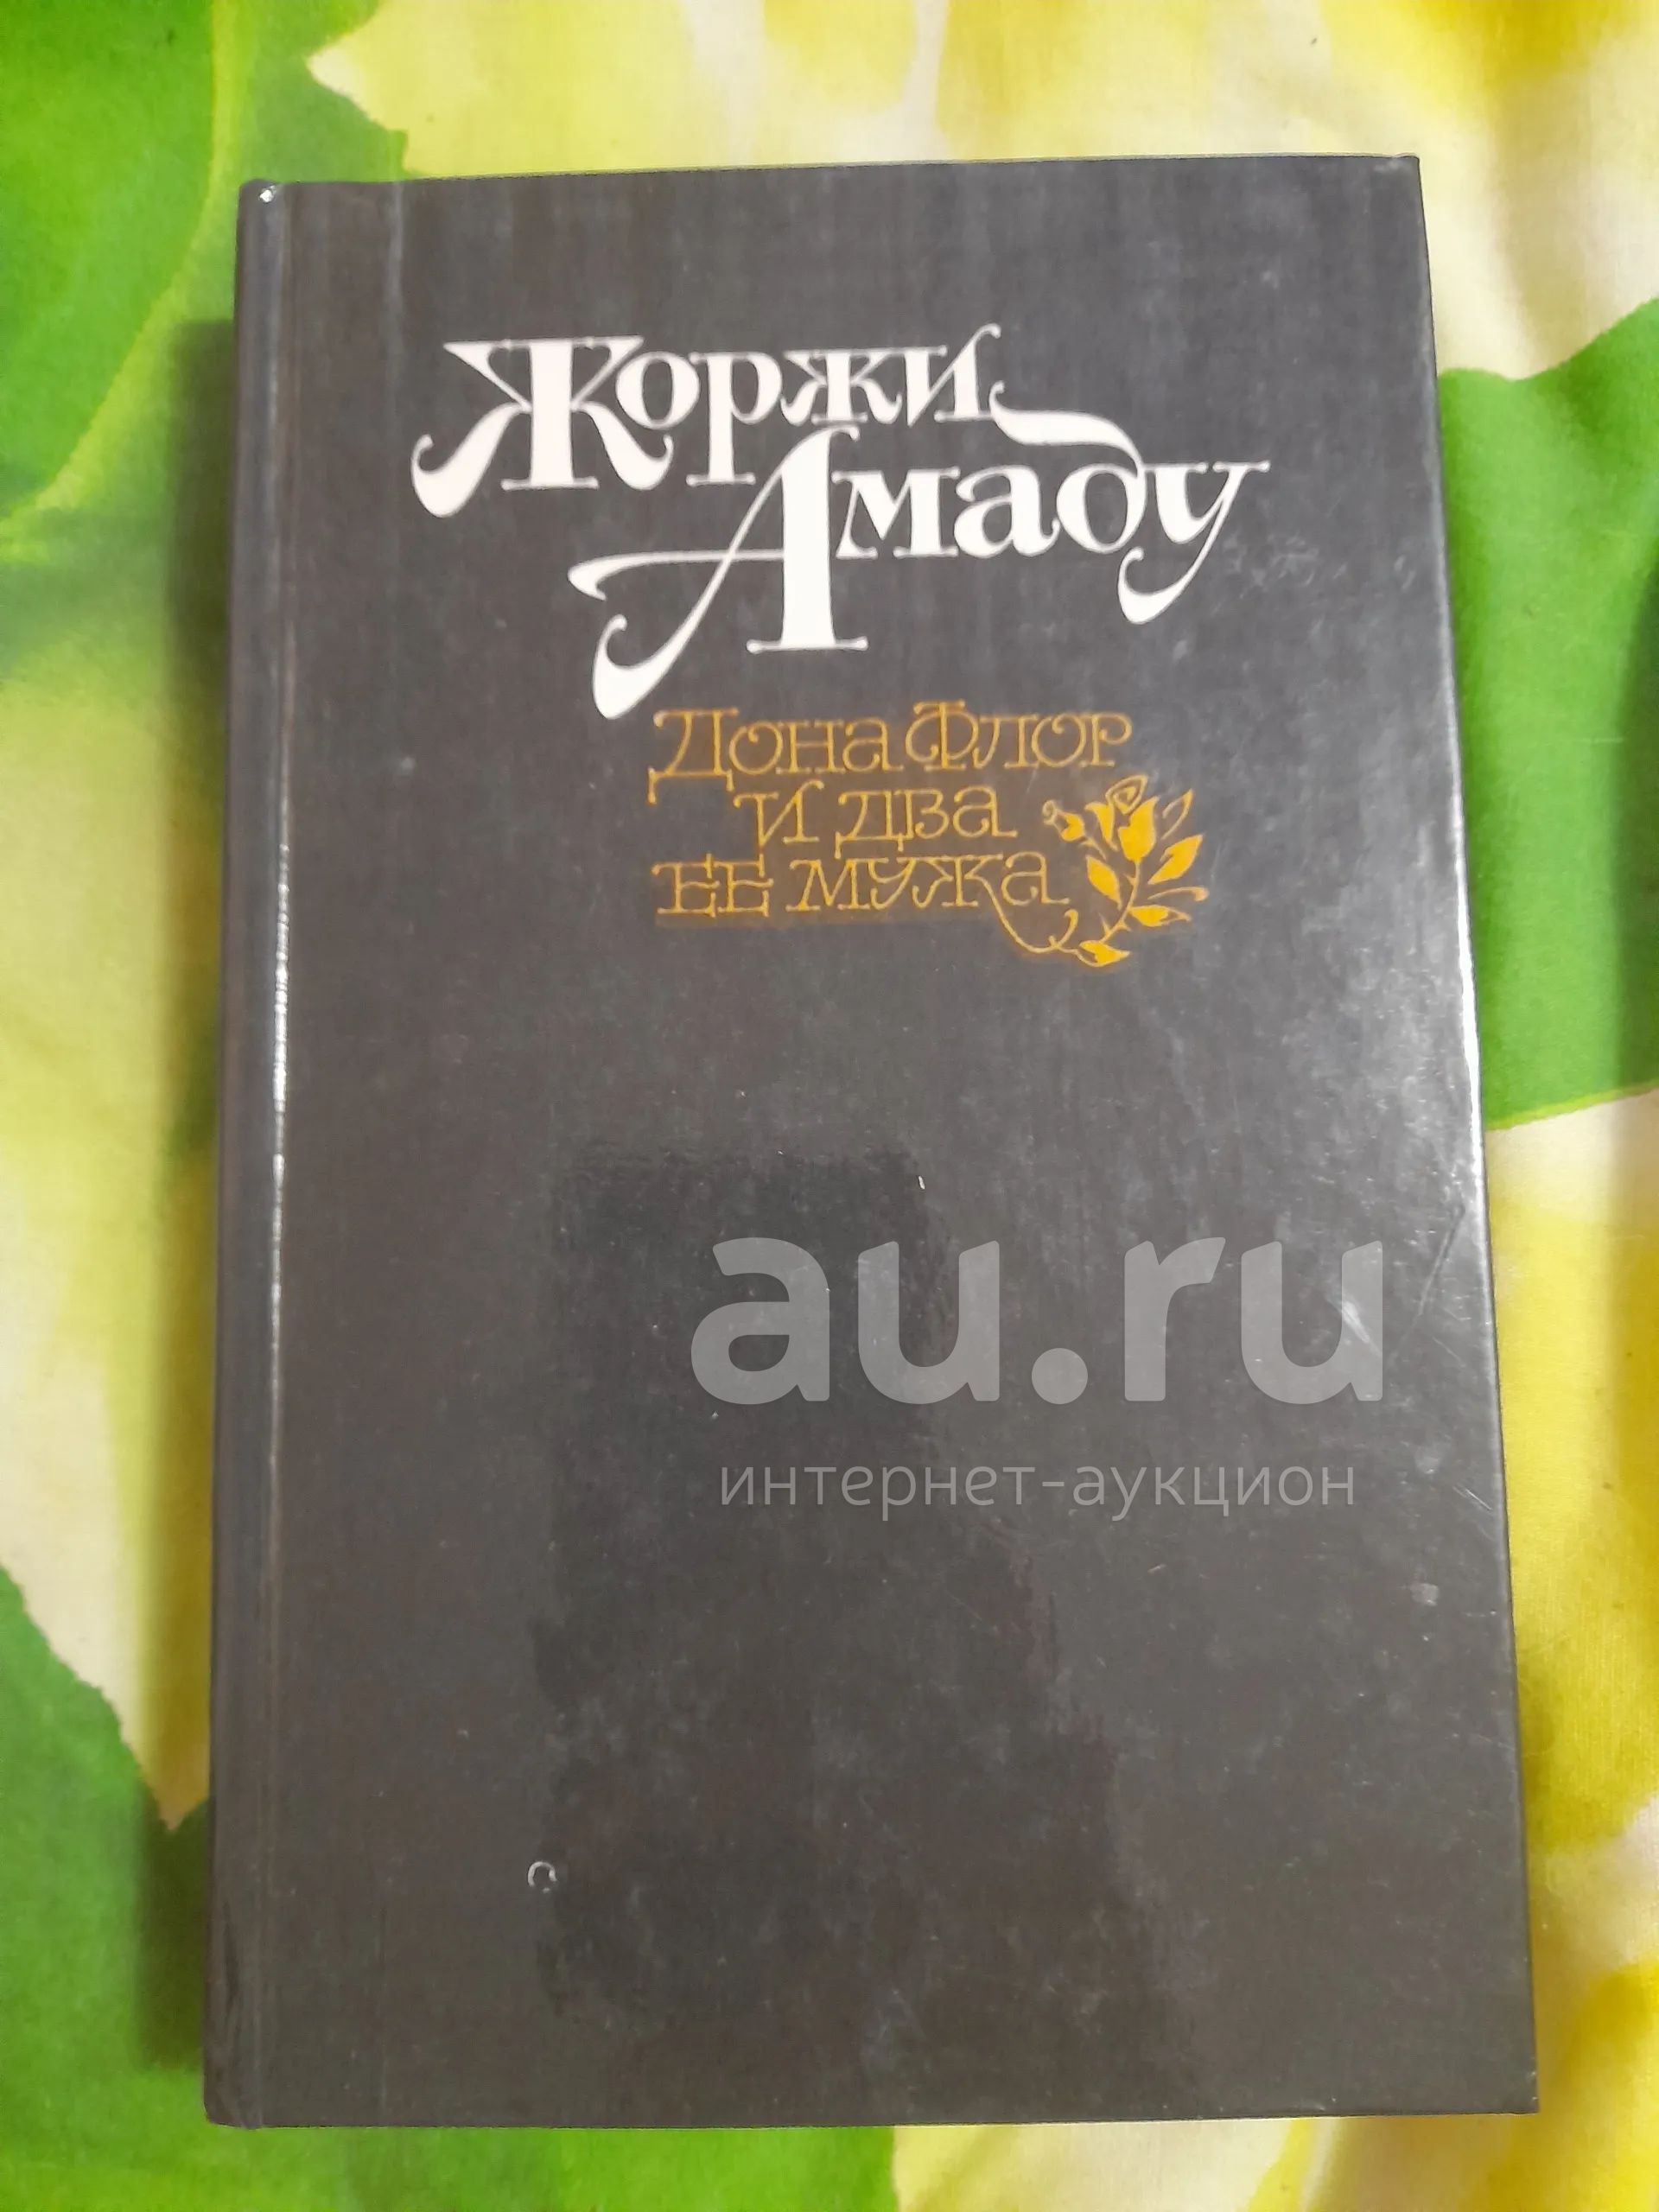 Жоржи
Амаду
Дона Флор
и два
ее мужа
au.ru
интернет-аукцион